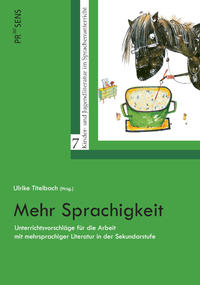 PRæSENS
Kinder- und Jugendliteratur im Sprachenunterricht
7
Ulrike Titelbach (Hrsg.)
Mehr Sprachigkeit
Unterrichtsvorschläge für die Arbeit
mit mehrsprachiger Literatur in der Sekundarstufe